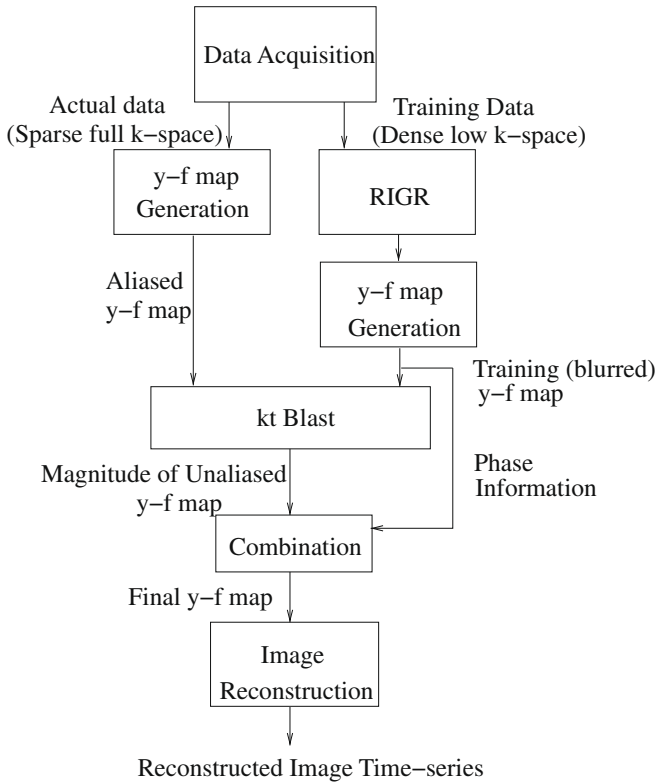 Data Acquisition
Actual data
(Sparse full k−space)
Training Data
(Dense low k−space)
y−f map
Generation
RIGR
Aliased
y−f map
y−f map
Generation
Training (blurred)
y−f map
kt Blast
Magnitude of Unaliased
y−f map
Phase
Information
Combination
Final y−f map
Image
Reconstruction
Reconstructed Image Time−series